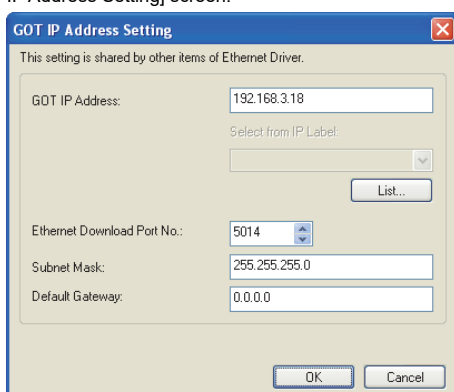 IP Address Setting] screen.
GOT IP Address Setting
This setting is shared by other items of Ethernet Driver.
GOT IP Address:
192.168.3.18
Select from IP Label:
List...
Ethernet Download Port No.:
5014
Subnet Mask:
255.255.255.0
Default Gateway:
0.0.0.0
OK
Cancel